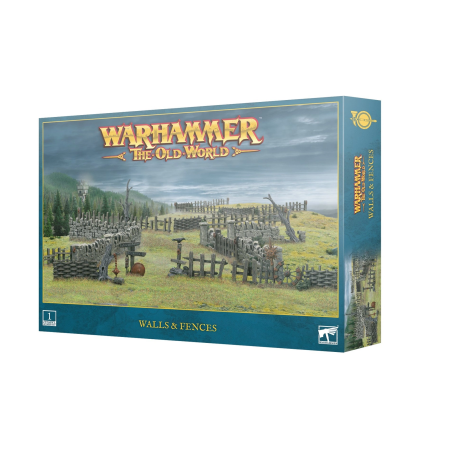 WARHAMMER
THE OLD WORLD
WALLS & FENCES
1
WARHAMMER
THE OLD WORLD
WALLS & FENCES